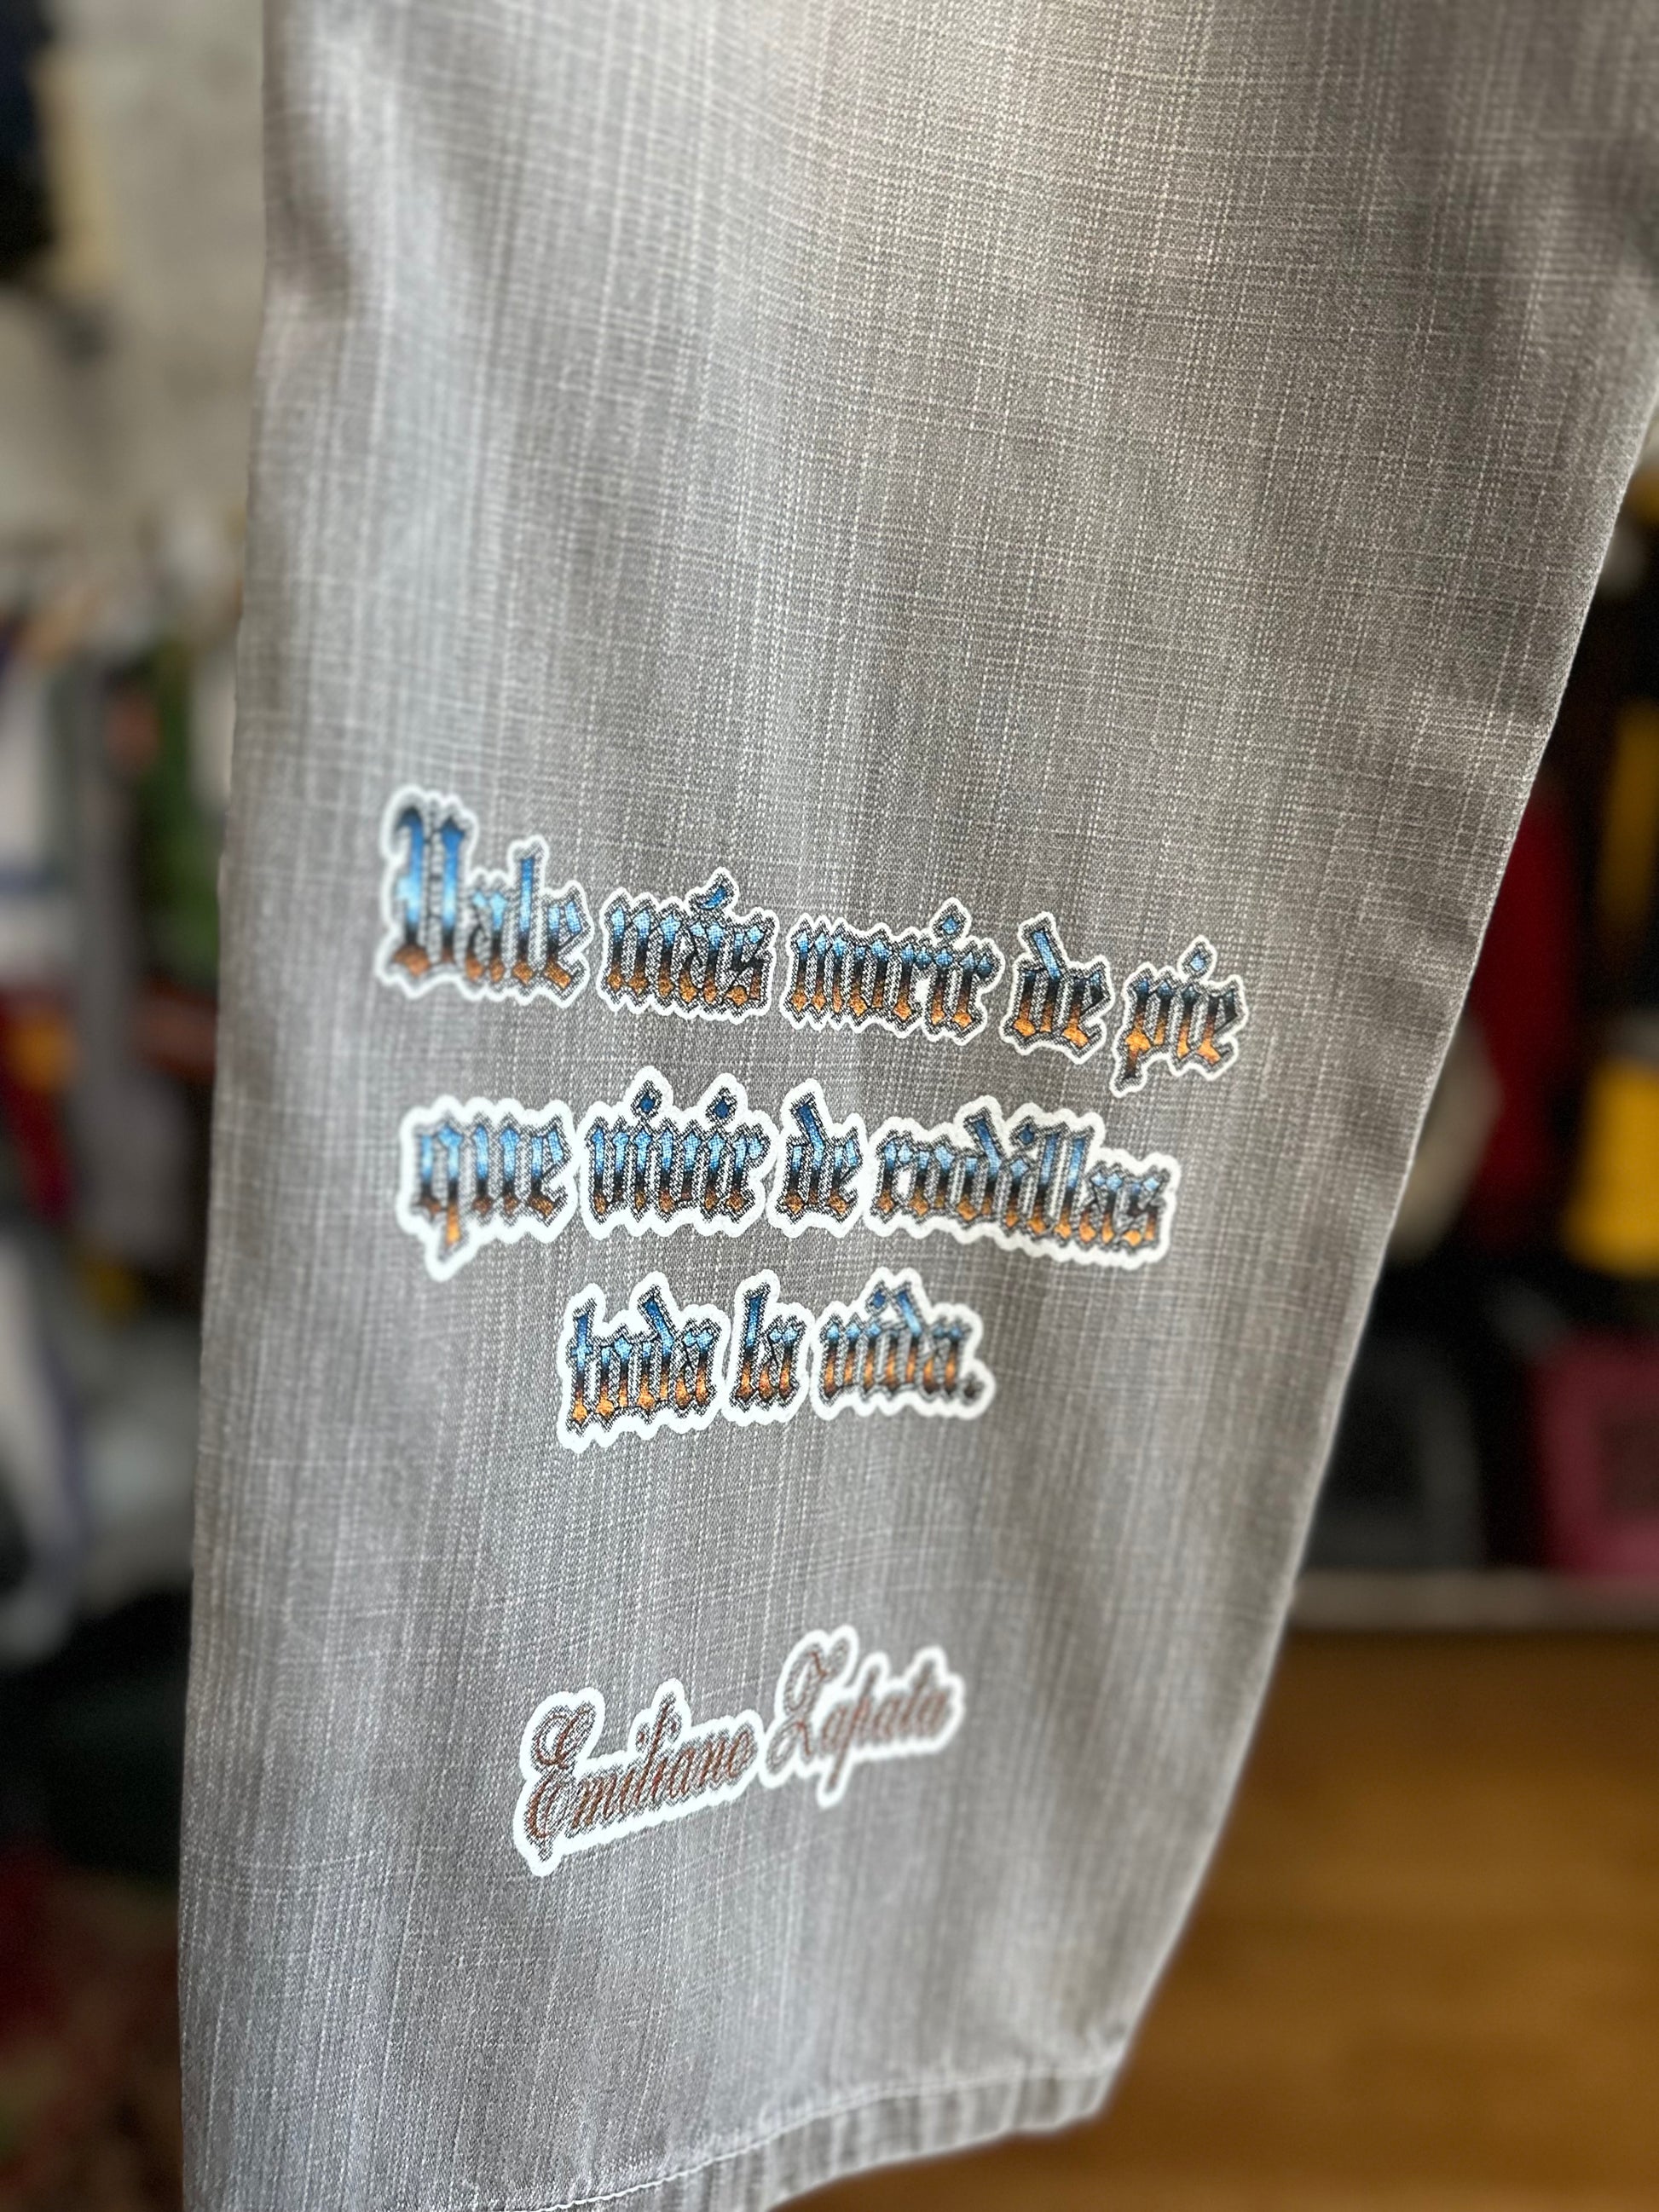 Vale más morir de pie
que vivir de rodillas
toda la vida.
Emiliano Zapata